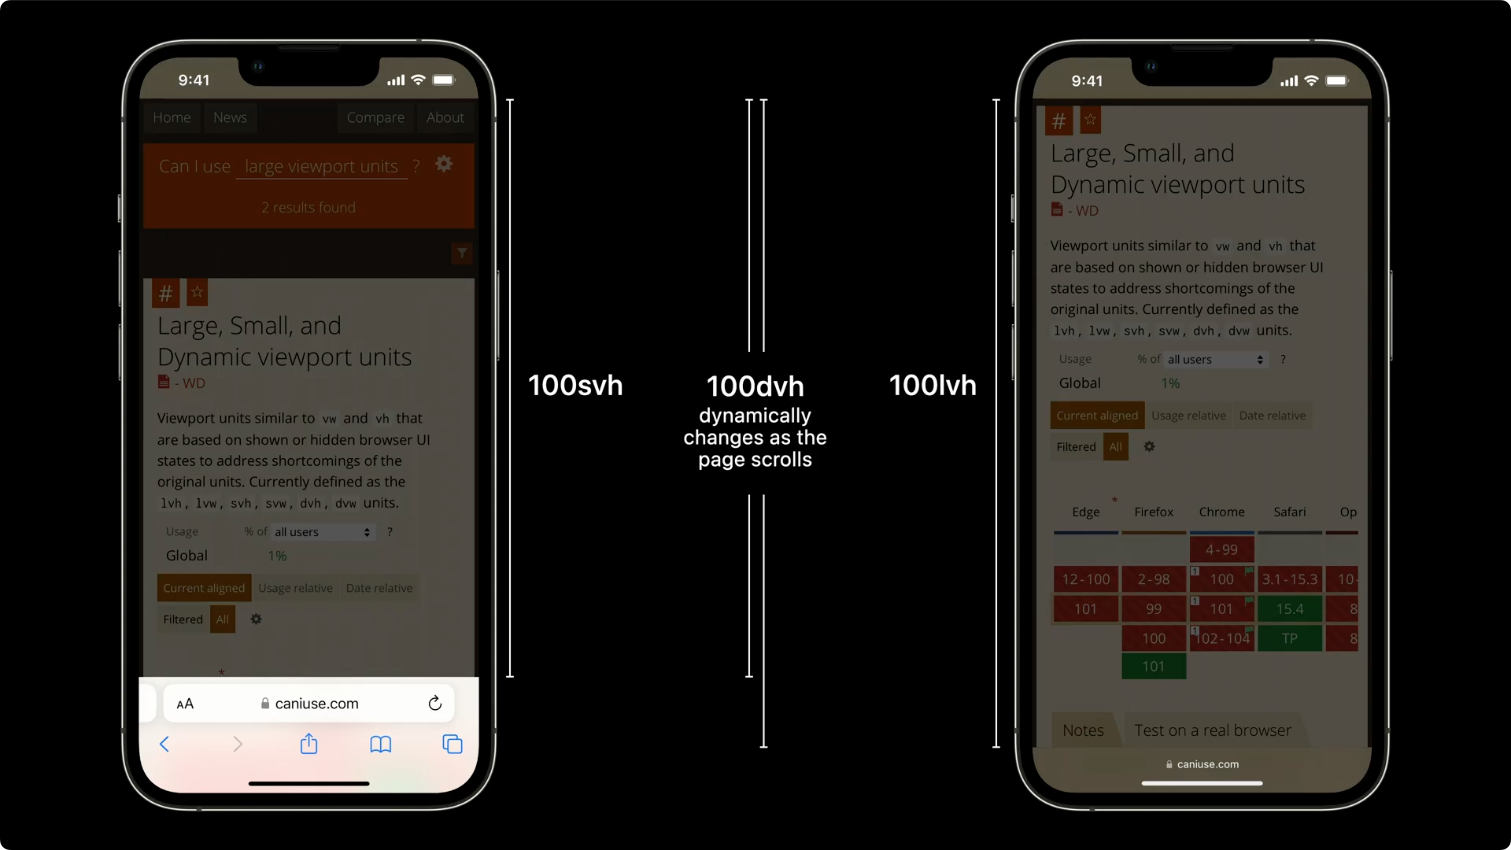 9:41
Home News Compare About
Can I use large viewport units ?
2 results found
# ☆
Large, Small, and
Dynamic viewport units
- WD
Viewport units similar to vw and vh that
are based on shown or hidden browser UI
states to address shortcomings of the
original units. Currently defined as the
lvh, lvw, svh, svw, dvh, dvw units.
Usage % of all users ?
Global 1%
Current aligned Usage relative Date relative
Filtered All
*
AA caniuse.com
100svh
100dvh
dynamically
changes as the
page scrolls
100lvh
9:41
# ☆
Large, Small, and
Dynamic viewport units
- WD
Viewport units similar to vw and vh that
are based on shown or hidden browser UI
states to address shortcomings of the
original units. Currently defined as the
lvh, lvw, svh, svw, dvh, dvw units.
Usage % of all users ?
Global 1%
Current aligned Usage relative Date relative
Filtered All
*
Edge Firefox Chrome Safari Op
4-99
12-100 2-98 1 100 3.1-15.3 10-
101 99 1 101 15.4 8
100 1 102-104 TP 8
101
Notes Test on a real browser
caniuse.com